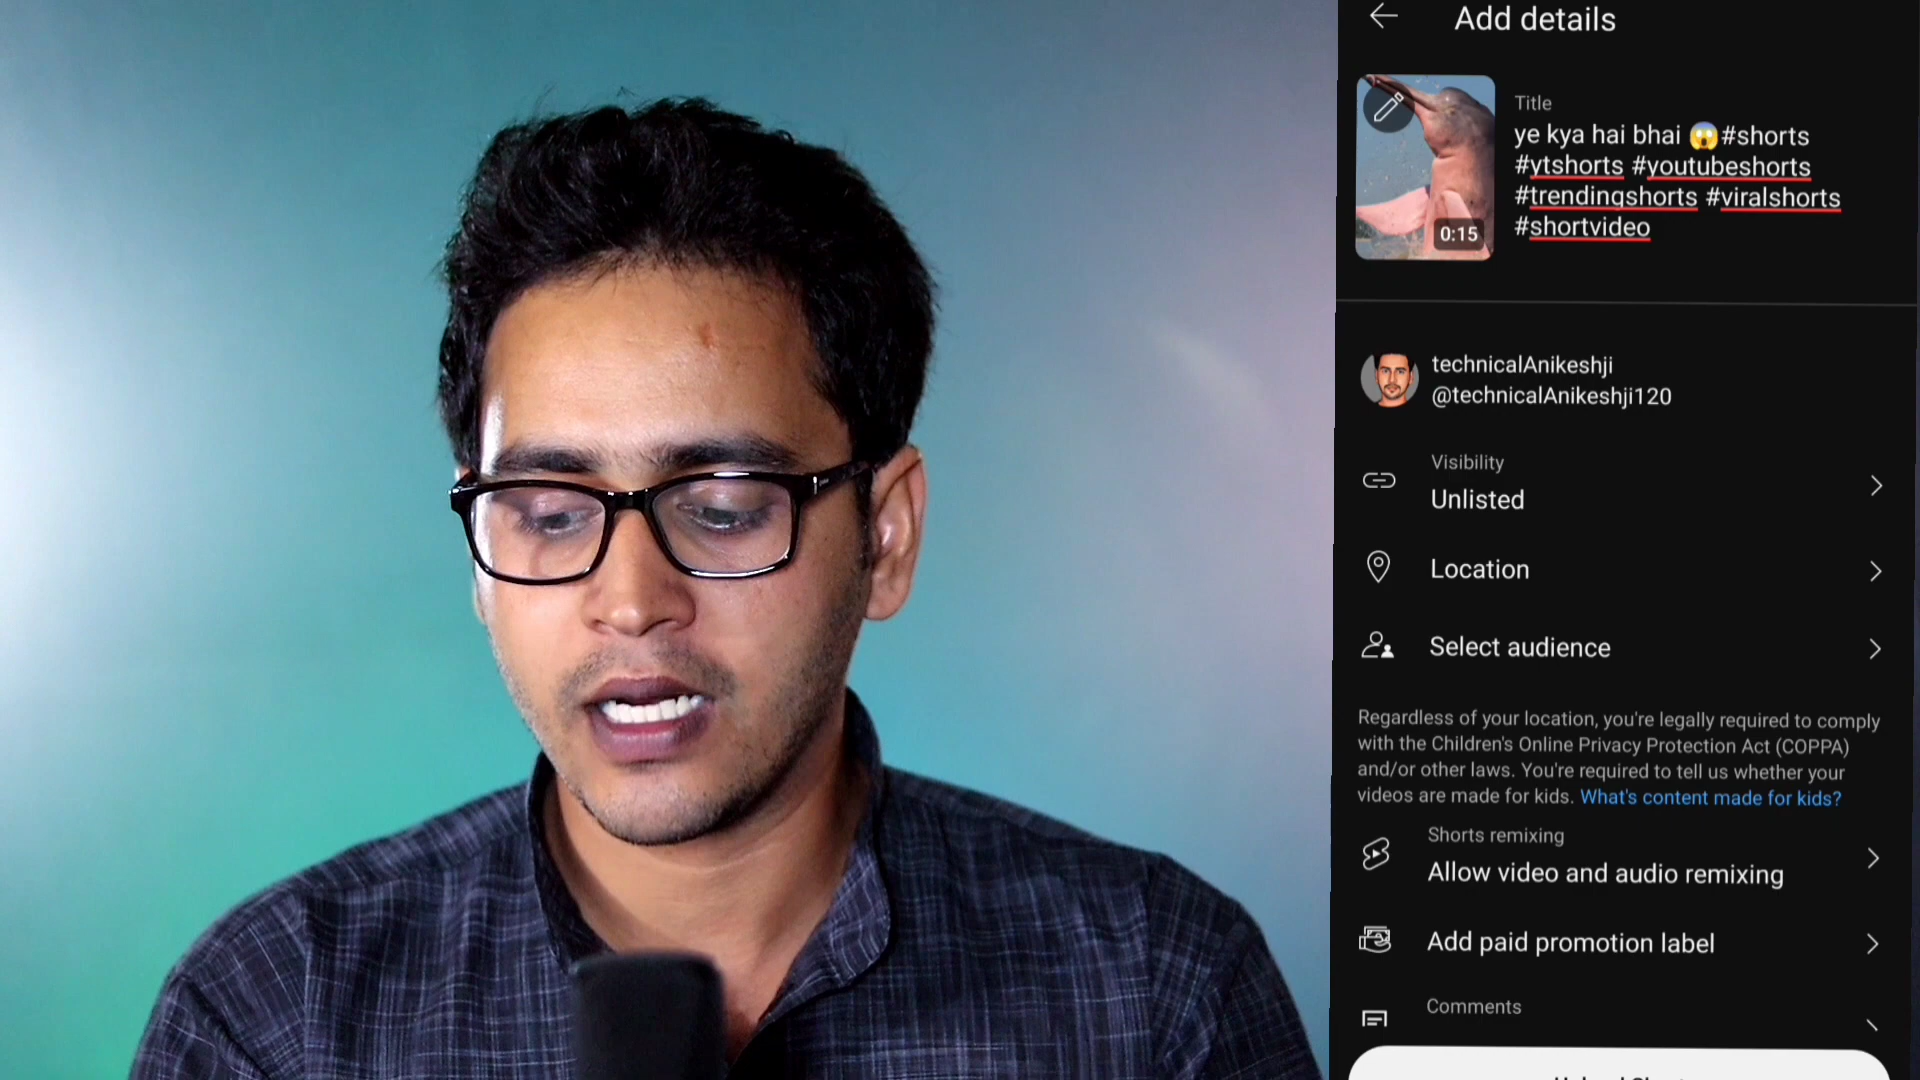 Add details
Title
ye kya hai bhai 😱#shorts
#ytshorts #youtubeshorts
#trendingshorts #viralshorts
#shortvideo
0:15
technicalAnikeshji
@technicalAnikeshji120
Visibility
Unlisted
Location
Select audience
Regardless of your location, you're legally required to comply
with the Children's Online Privacy Protection Act (COPPA)
and/or other laws. You're required to tell us whether your
videos are made for kids. What's content made for kids?
Shorts remixing
Allow video and audio remixing
Add paid promotion label
Comments